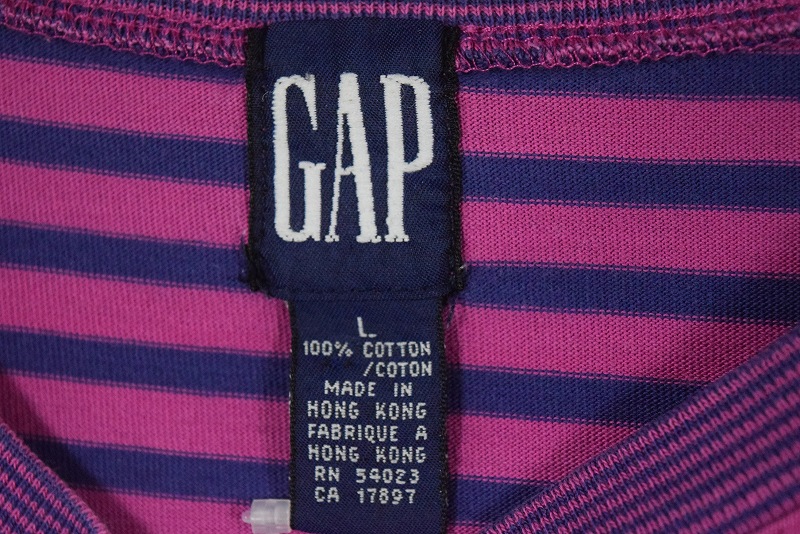 GAP
L
100% COTTON
/COTON
MADE IN
HONG KONG
FABRIQUE A
HONG KONG
RN 54023
CA 17897